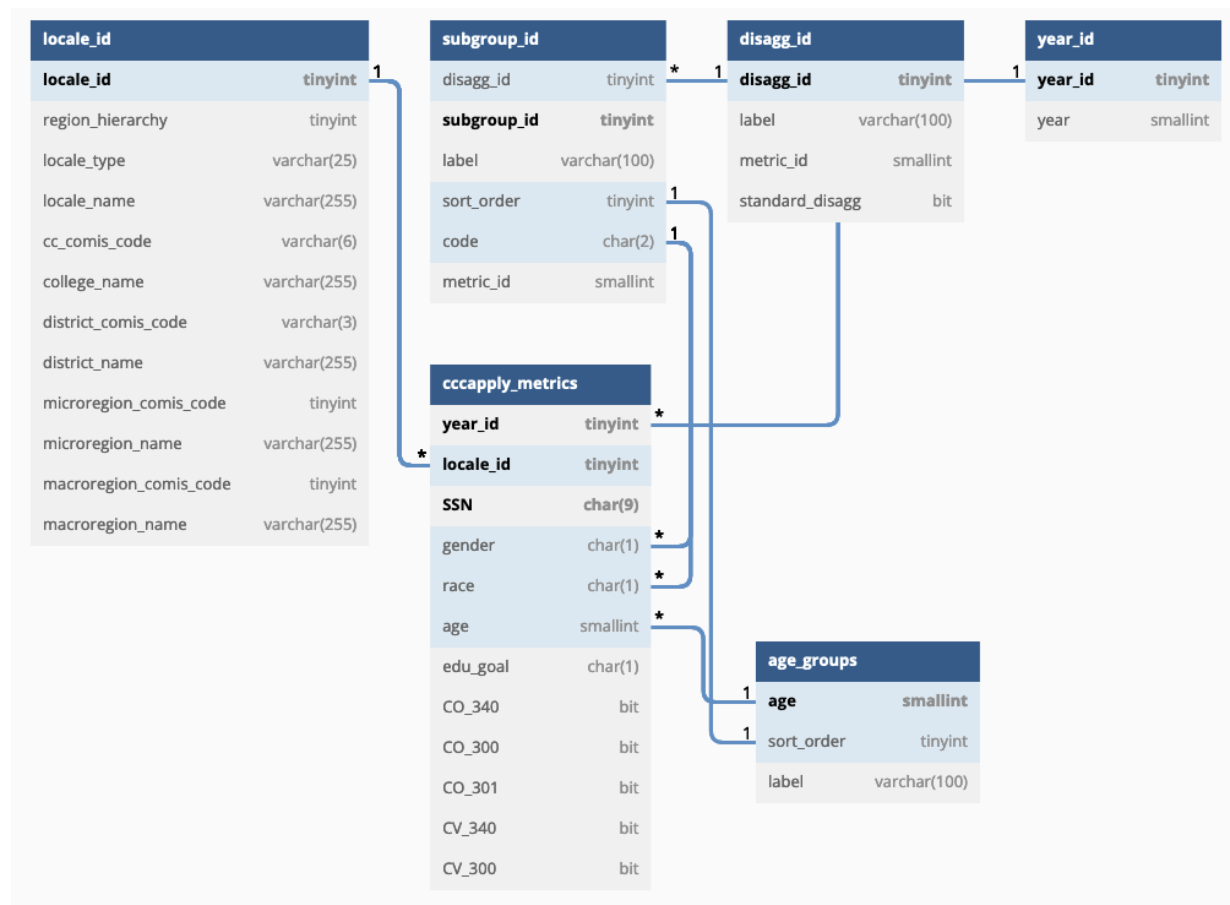 locale_id
locale_id tinyint 1
region_hierarchy tinyint
locale_type varchar(25)
locale_name varchar(255)
cc_comis_code varchar(6)
college_name varchar(255)
district_comis_code varchar(3)
district_name varchar(255)
microregion_comis_code tinyint
microregion_name varchar(255)
macroregion_comis_code tinyint
macroregion_name varchar(255)
subgroup_id
disagg_id tinyint *
subgroup_id tinyint
label varchar(100)
sort_order tinyint 1
code char(2) 1
metric_id smallint
disagg_id
1 disagg_id tinyint
label varchar(100)
metric_id smallint
standard_disagg bit
year_id
1 year_id tinyint
year smallint
cccapply_metrics
year_id tinyint *
* locale_id tinyint
SSN char(9)
gender char(1) *
race char(1) *
age smallint *
edu_goal char(1)
CO_340 bit
CO_300 bit
CO_301 bit
CV_340 bit
CV_300 bit
age_groups
1 age smallint
1 sort_order tinyint
label varchar(100)